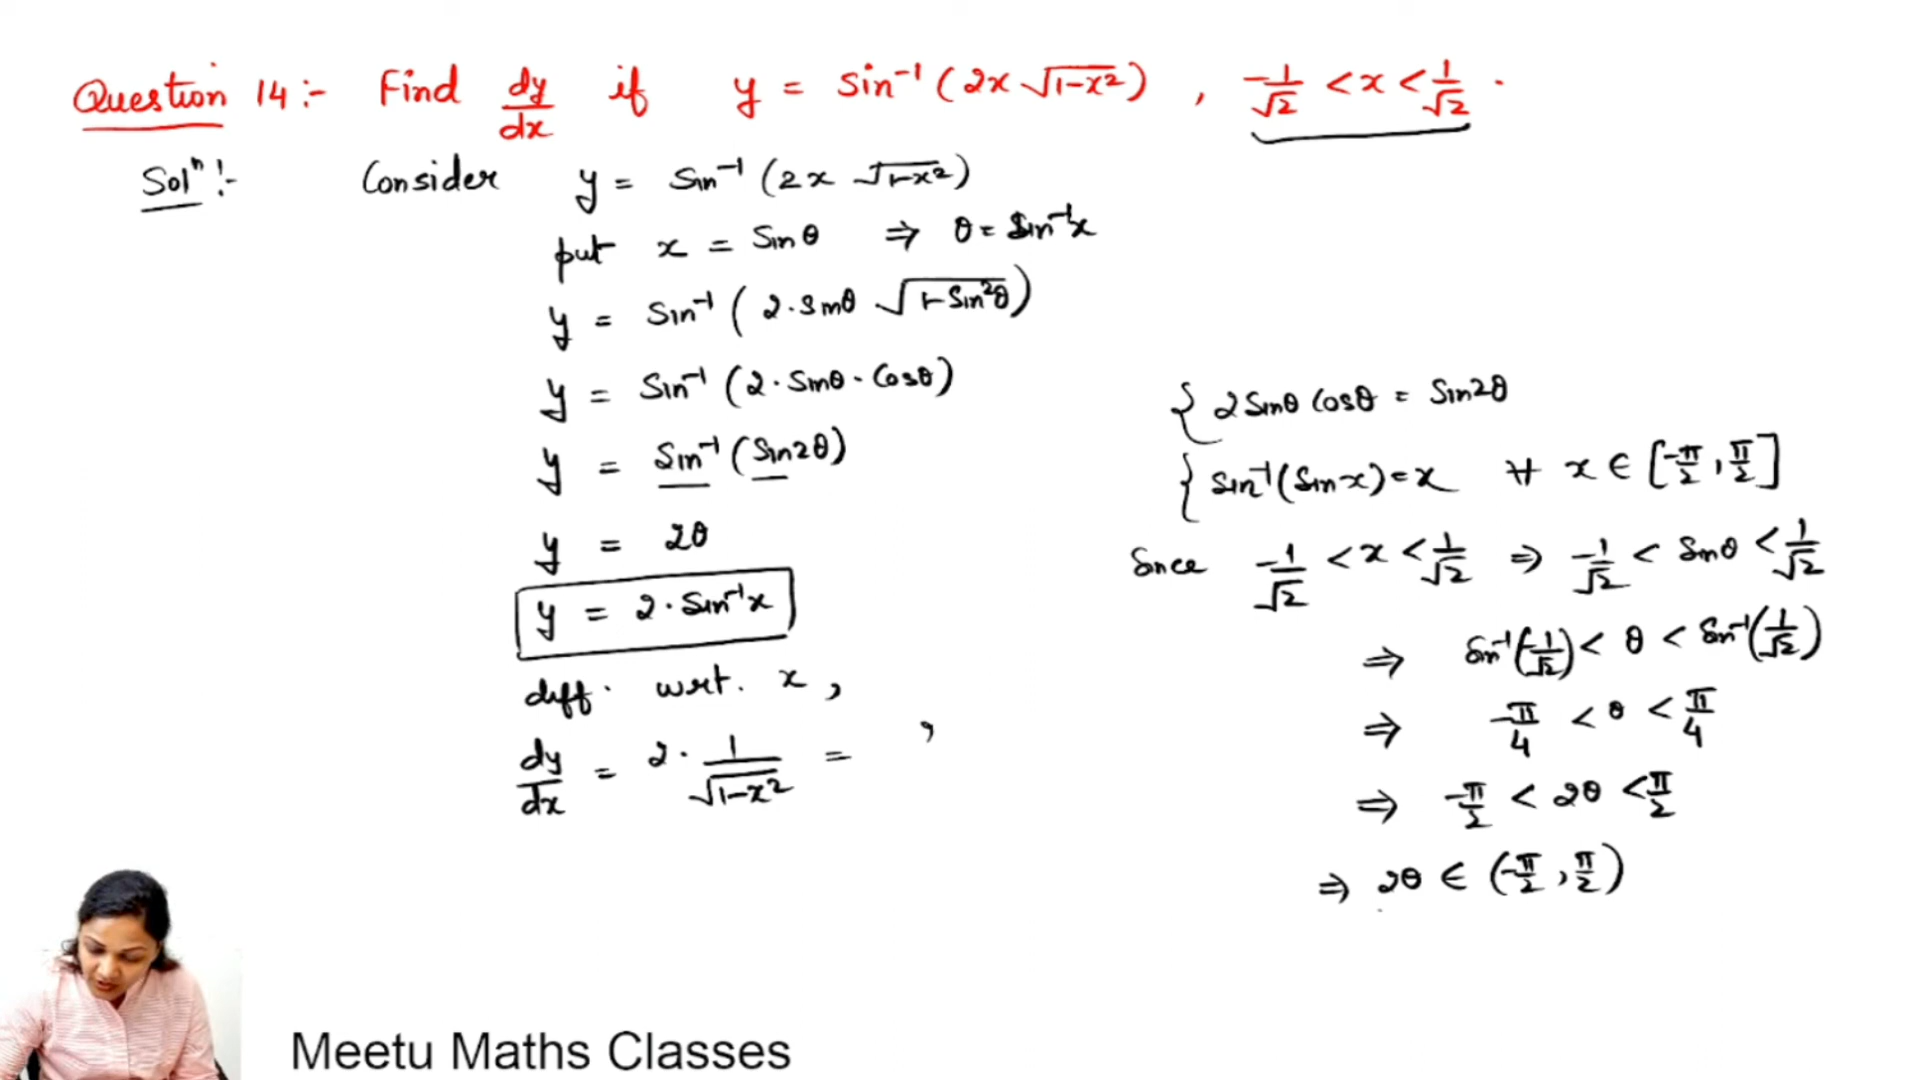 Question 14:- Find dy/dx if y = Sin⁻¹(2x √1-x²) , -1/√2 < x < 1/√2 .
Solⁿ:- Consider y = Sin⁻¹(2x √1-x²)
put x = Sinθ ⇒ θ = Sin⁻¹x
y = Sin⁻¹(2·Sinθ √1-Sin²θ)
y = Sin⁻¹(2·Sinθ·Cosθ)
y = Sin⁻¹(Sin2θ)
y = 2θ
y = 2·Sin⁻¹x
diff. wrt. x,
dy/dx = 2·1/√1-x² = ,
{2Sinθ Cosθ = Sin2θ
{Sin⁻¹(Sinx)=x ∀ x ∈ [-π/2, π/2]
Since -1/√2 < x < 1/√2 ⇒ -1/√2 < Sinθ < 1/√2
⇒ Sin⁻¹(-1/√2) < θ < Sin⁻¹(1/√2)
⇒ -π/4 < θ < π/4
⇒ -π/2 < 2θ < π/2
⇒ 2θ ∈ (-π/2, π/2)
Meetu Maths Classes